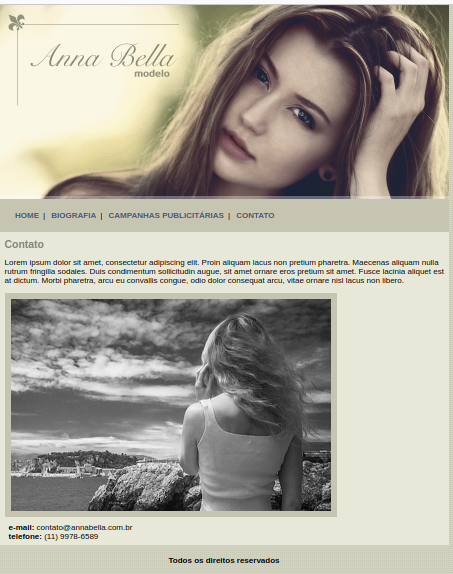 Anna Bella
modelo
HOME | BIOGRAFIA | CAMPANHAS PUBLICITÁRIAS | CONTATO
Contato
Lorem ipsum dolor sit amet, consectetur adipiscing elit. Proin aliquam lacus non pretium pharetra. Maecenas aliquam nulla
rutrum fringilla sodales. Duis condimentum sollicitudin augue, sit amet ornare eros pretium sit amet. Fusce lacinia aliquet est
at dictum. Morbi pharetra, arcu eu convallis congue, odio dolor consequat arcu, vitae ornare nisl lacus non libero.
e-mail: contato@annabella.com.br
telefone: (11) 9978-6589
Todos os direitos reservados